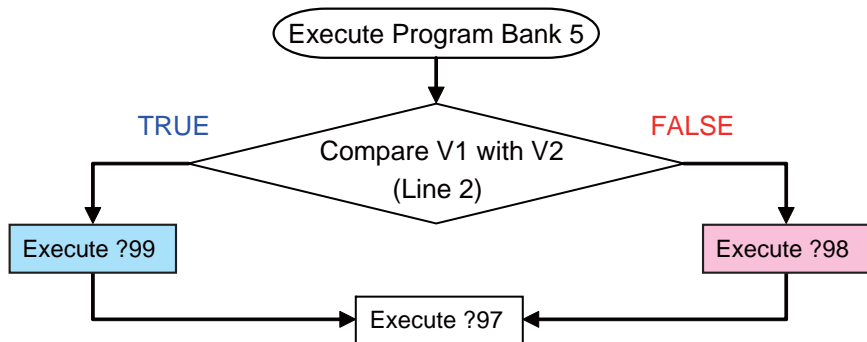 Execute Program Bank 5
TRUE
FALSE
Compare V1 with V2
(Line 2)
Execute ?99
Execute ?98
Execute ?97